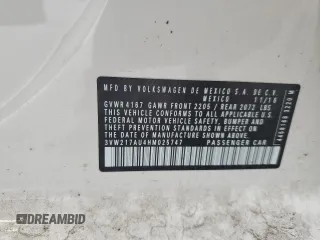 MFD BY VOLKSWAGEN DE MEXICO S.A.DE C.V.
MEXICO 11/16
GVWR 4167 GAWR FRONT 2205 / REAR 2072 LBS
THIS VEHICLE CONFORMS TO ALL APPLICABLE U.S.
FEDERAL MOTOR VEHICLE SAFETY, BUMPER, AND
THEFT PREVENTION STANDARDS IN EFFECT ON THE
DATE OF MANUFACTURE SHOWN ABOVE.
3VW217AU4HM025747 PASSENGER CAR